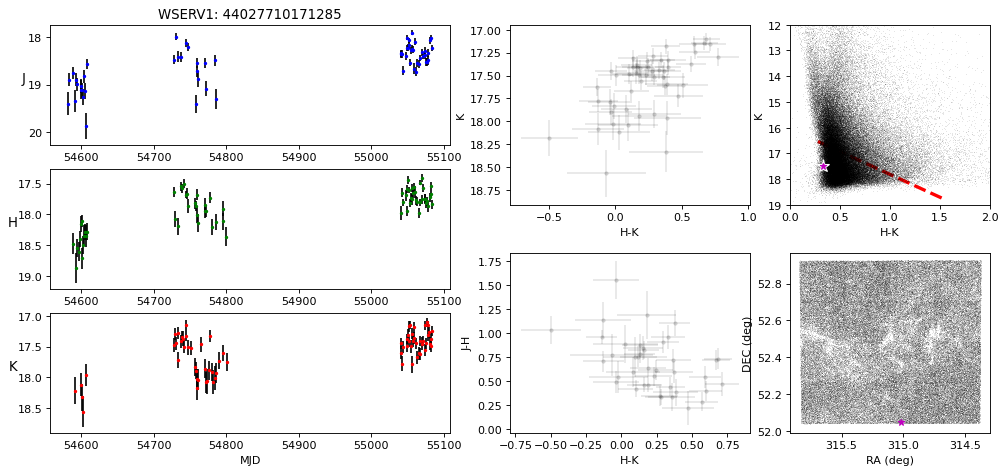 WSERV1: 44027710171285
J
18
19
20
54600 54700 54800 54900 55000 55100
H
17.5
18.0
18.5
19.0
54600 54700 54800 54900 55000 55100
K
17.0
17.5
18.0
18.5
54600 54700 54800 54900 55000 55100
MJD
K
17.00
17.25
17.50
17.75
18.00
18.25
18.50
18.75
−0.5 0.0 0.5 1.0
H-K
K
12
13
14
15
16
17
18
19
0.0 0.5 1.0 1.5 2.0
H-K
J-H
1.75
1.50
1.25
1.00
0.75
0.50
0.25
0.00
−0.75 −0.50 −0.25 0.00 0.25 0.50 0.75
H-K
DEC (deg)
52.8
52.6
52.4
52.2
52.0
315.5 315.0 314.5
RA (deg)